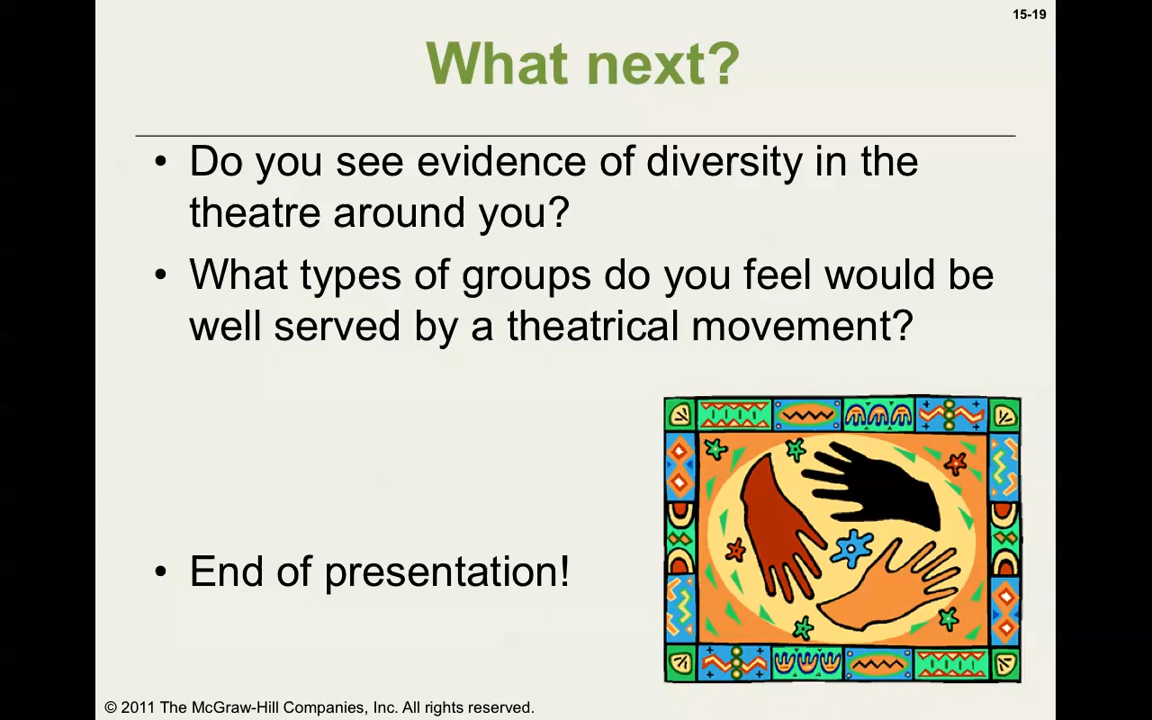 15-19
What next?
• Do you see evidence of diversity in the
theatre around you?
• What types of groups do you feel would be
well served by a theatrical movement?
• End of presentation!
© 2011 The McGraw-Hill Companies, Inc. All rights reserved.